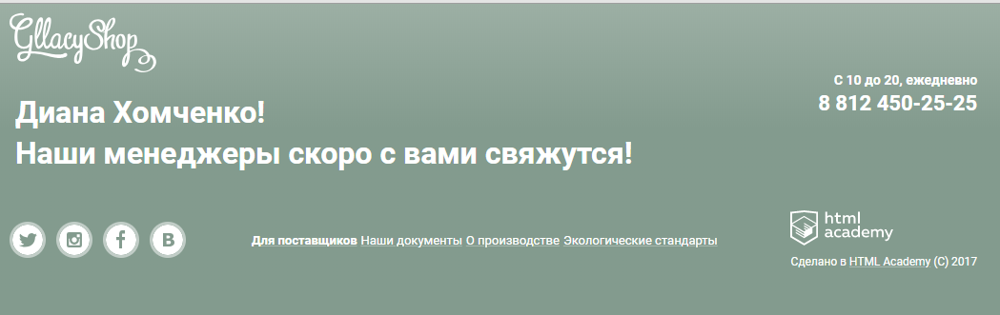 GllacyShop
С 10 до 20, ежедневно
8 812 450-25-25
Диана Хомченко!
Наши менеджеры скоро с вами свяжутся!
B
Для поставщиков Наши документы О производстве Экологические стандарты
html
academy
Сделано в HTML Academy (C) 2017